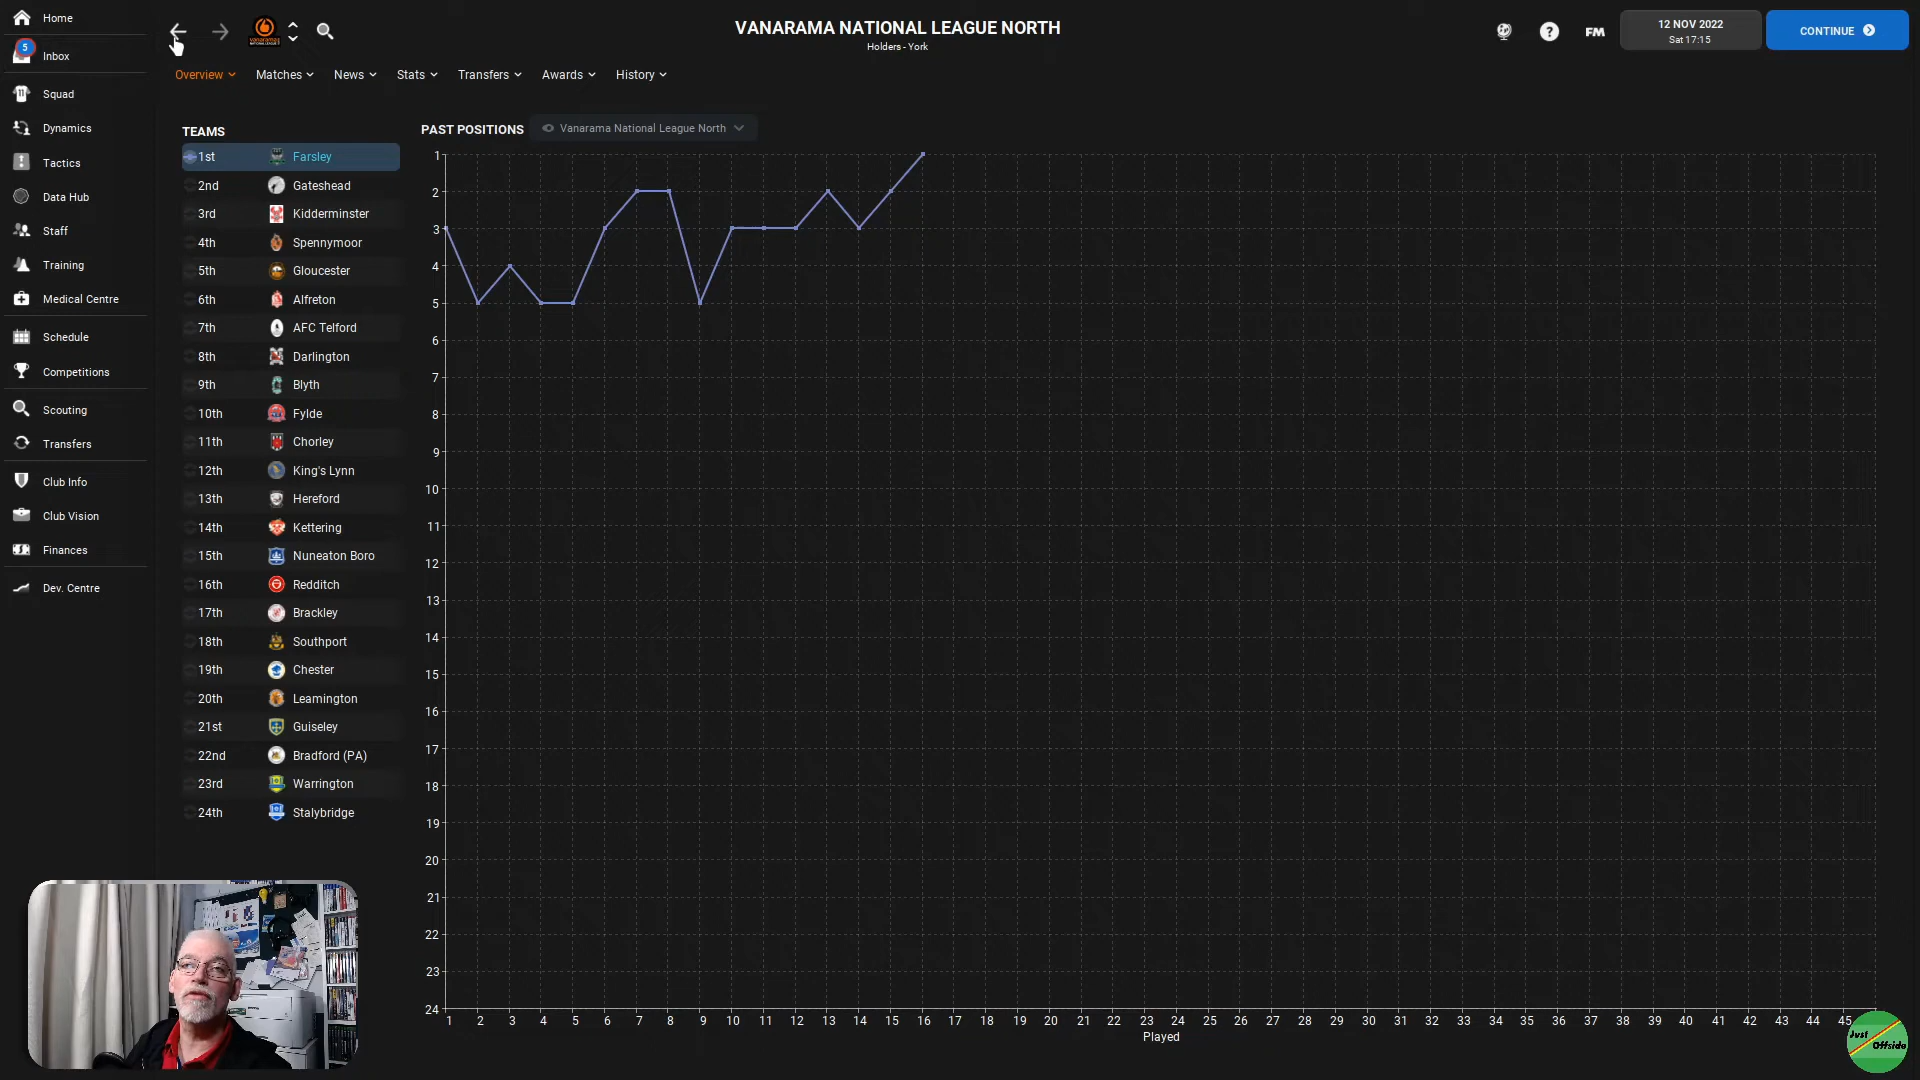 Home
5
Inbox
Squad
Dynamics
Tactics
Data Hub
Staff
Training
Medical Centre
Schedule
Competitions
Scouting
Transfers
Club Info
Club Vision
Finances
Dev. Centre
VANARAMA NATIONAL LEAGUE NORTH
Holders - York
? FM
12 NOV 2022
Sat 17:15
CONTINUE
Overview Matches News Stats Transfers Awards History
TEAMS
1st Farsley
2nd Gateshead
3rd Kidderminster
4th Spennymoor
5th Gloucester
6th Alfreton
7th AFC Telford
8th Darlington
9th Blyth
10th Fylde
11th Chorley
12th King's Lynn
13th Hereford
14th Kettering
15th Nuneaton Boro
16th Redditch
17th Brackley
18th Southport
19th Chester
20th Leamington
21st Guiseley
22nd Bradford (PA)
23rd Warrington
24th Stalybridge
PAST POSITIONS Vanarama National League North
1
2
3
4
5
6
7
8
9
10
11
12
13
14
15
16
17
18
19
20
21
22
23
24
1 2 3 4 5 6 7 8 9 10 11 12 13 14 15 16 17 18 19 20 21 22 23 24 25 26 27 28 29 30 31 32 33 34 35 36 37 38 39 40 41 42 43 44 45
Played
Just
Offside